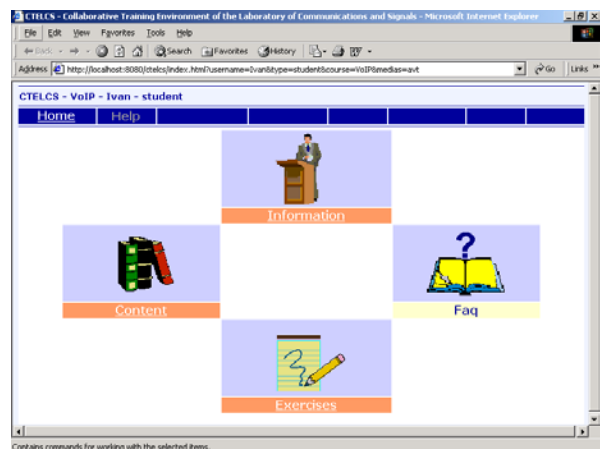 CTELCS - Collaborative Training Environment of the Laboratory of Communications and Signals - Microsoft Internet Explorer
File Edit View Favorites Tools Help
Back Search Favorites History
Address http://localhost:8080/ctelcs/index.html?username=Ivan&type=student&course=VoIP&medias=avt Go Links »
CTELCS - VoIP - Ivan - student
Home Help
Information
?
Content
Faq
Exercises
Contains commands for working with the selected items.